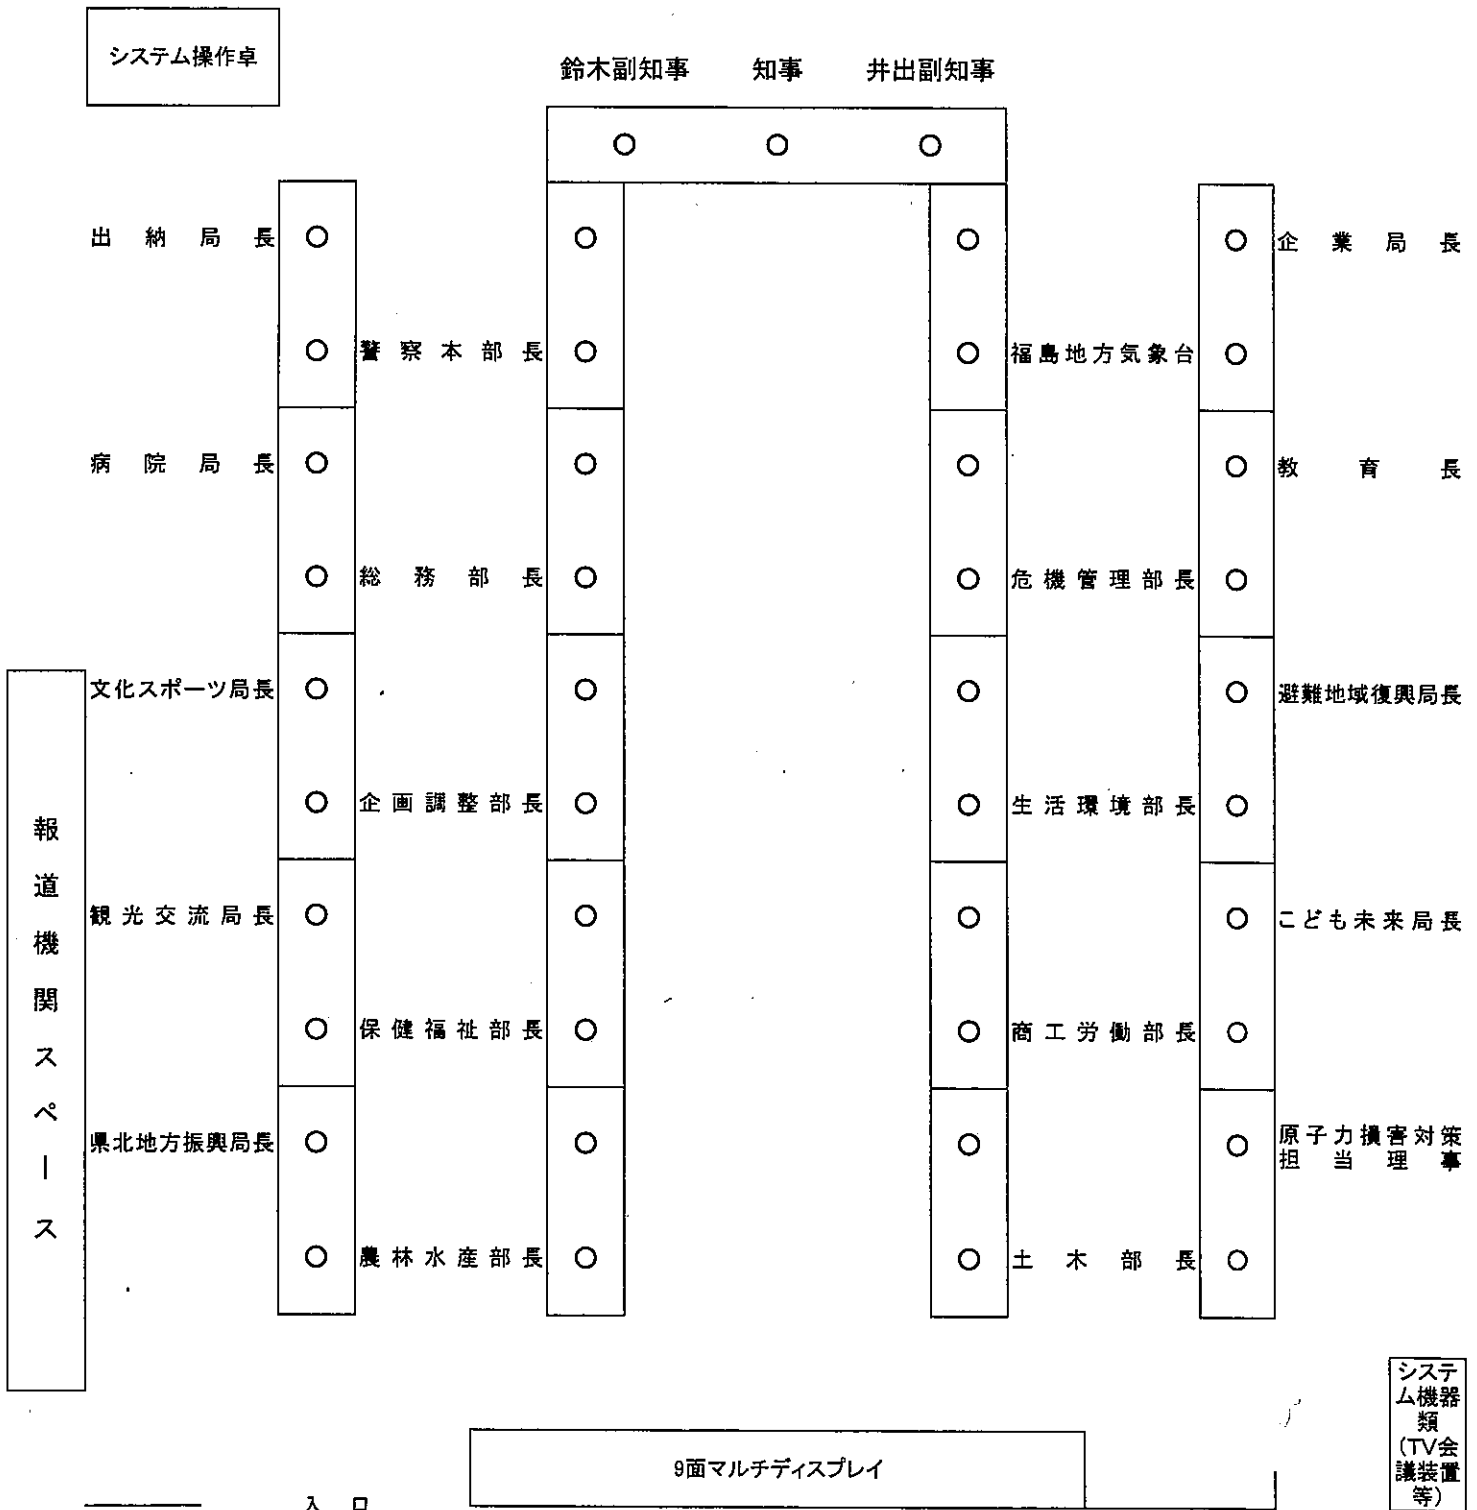 システム操作卓
鈴木副知事 知事 井出副知事
出納局長
企業局長
警察本部長
福島地方気象台
病院局長
教育長
総務部長
危機管理部長
文化スポーツ局長
避難地域復興局長
企画調整部長
生活環境部長
観光交流局長
こども未来局長
保健福祉部長
商工労働部長
県北地方振興局長
原子力損害対策
担当理事
農林水産部長
土木部長
報道機関スペース
システ
ム機器
類
(TV会
議装置
等)
9面マルチディスプレイ
入口